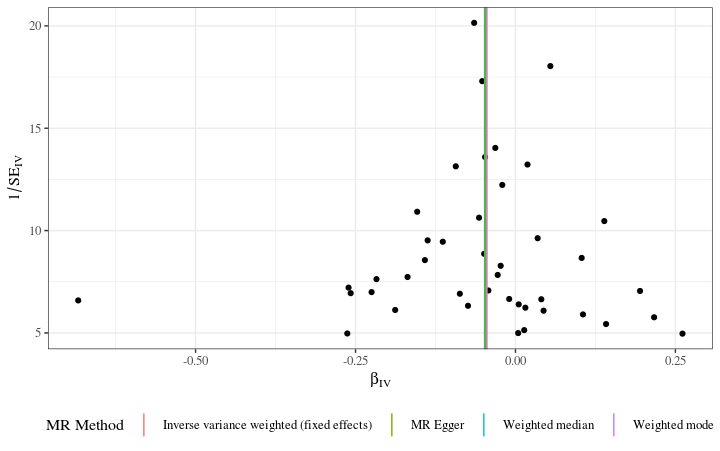 20
15
10
5
1/SE_IV
-0.50
-0.25
0.00
0.25
β_IV
MR Method
Inverse variance weighted (fixed effects)
MR Egger
Weighted median
Weighted mode